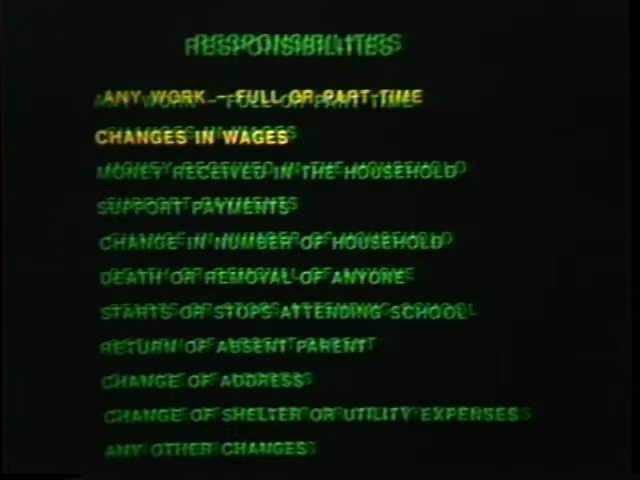 RESPONSIBILITIES
ANY WORK - FULL OR PART TIME
CHANGES IN WAGES
MONEY RECEIVED IN THE HOUSEHOLD
SUPPORT PAYMENTS
CHANGE IN NUMBER OF HOUSEHOLD
DEATH OR REMOVAL OF ANYONE
STARTS OR STOPS ATTENDING SCHOOL
RETURN OF ABSENT PARENT
CHANGE OF ADDRESS
CHANGE OF SHELTER OR UTILITY EXPENSES
ANY OTHER CHANGES